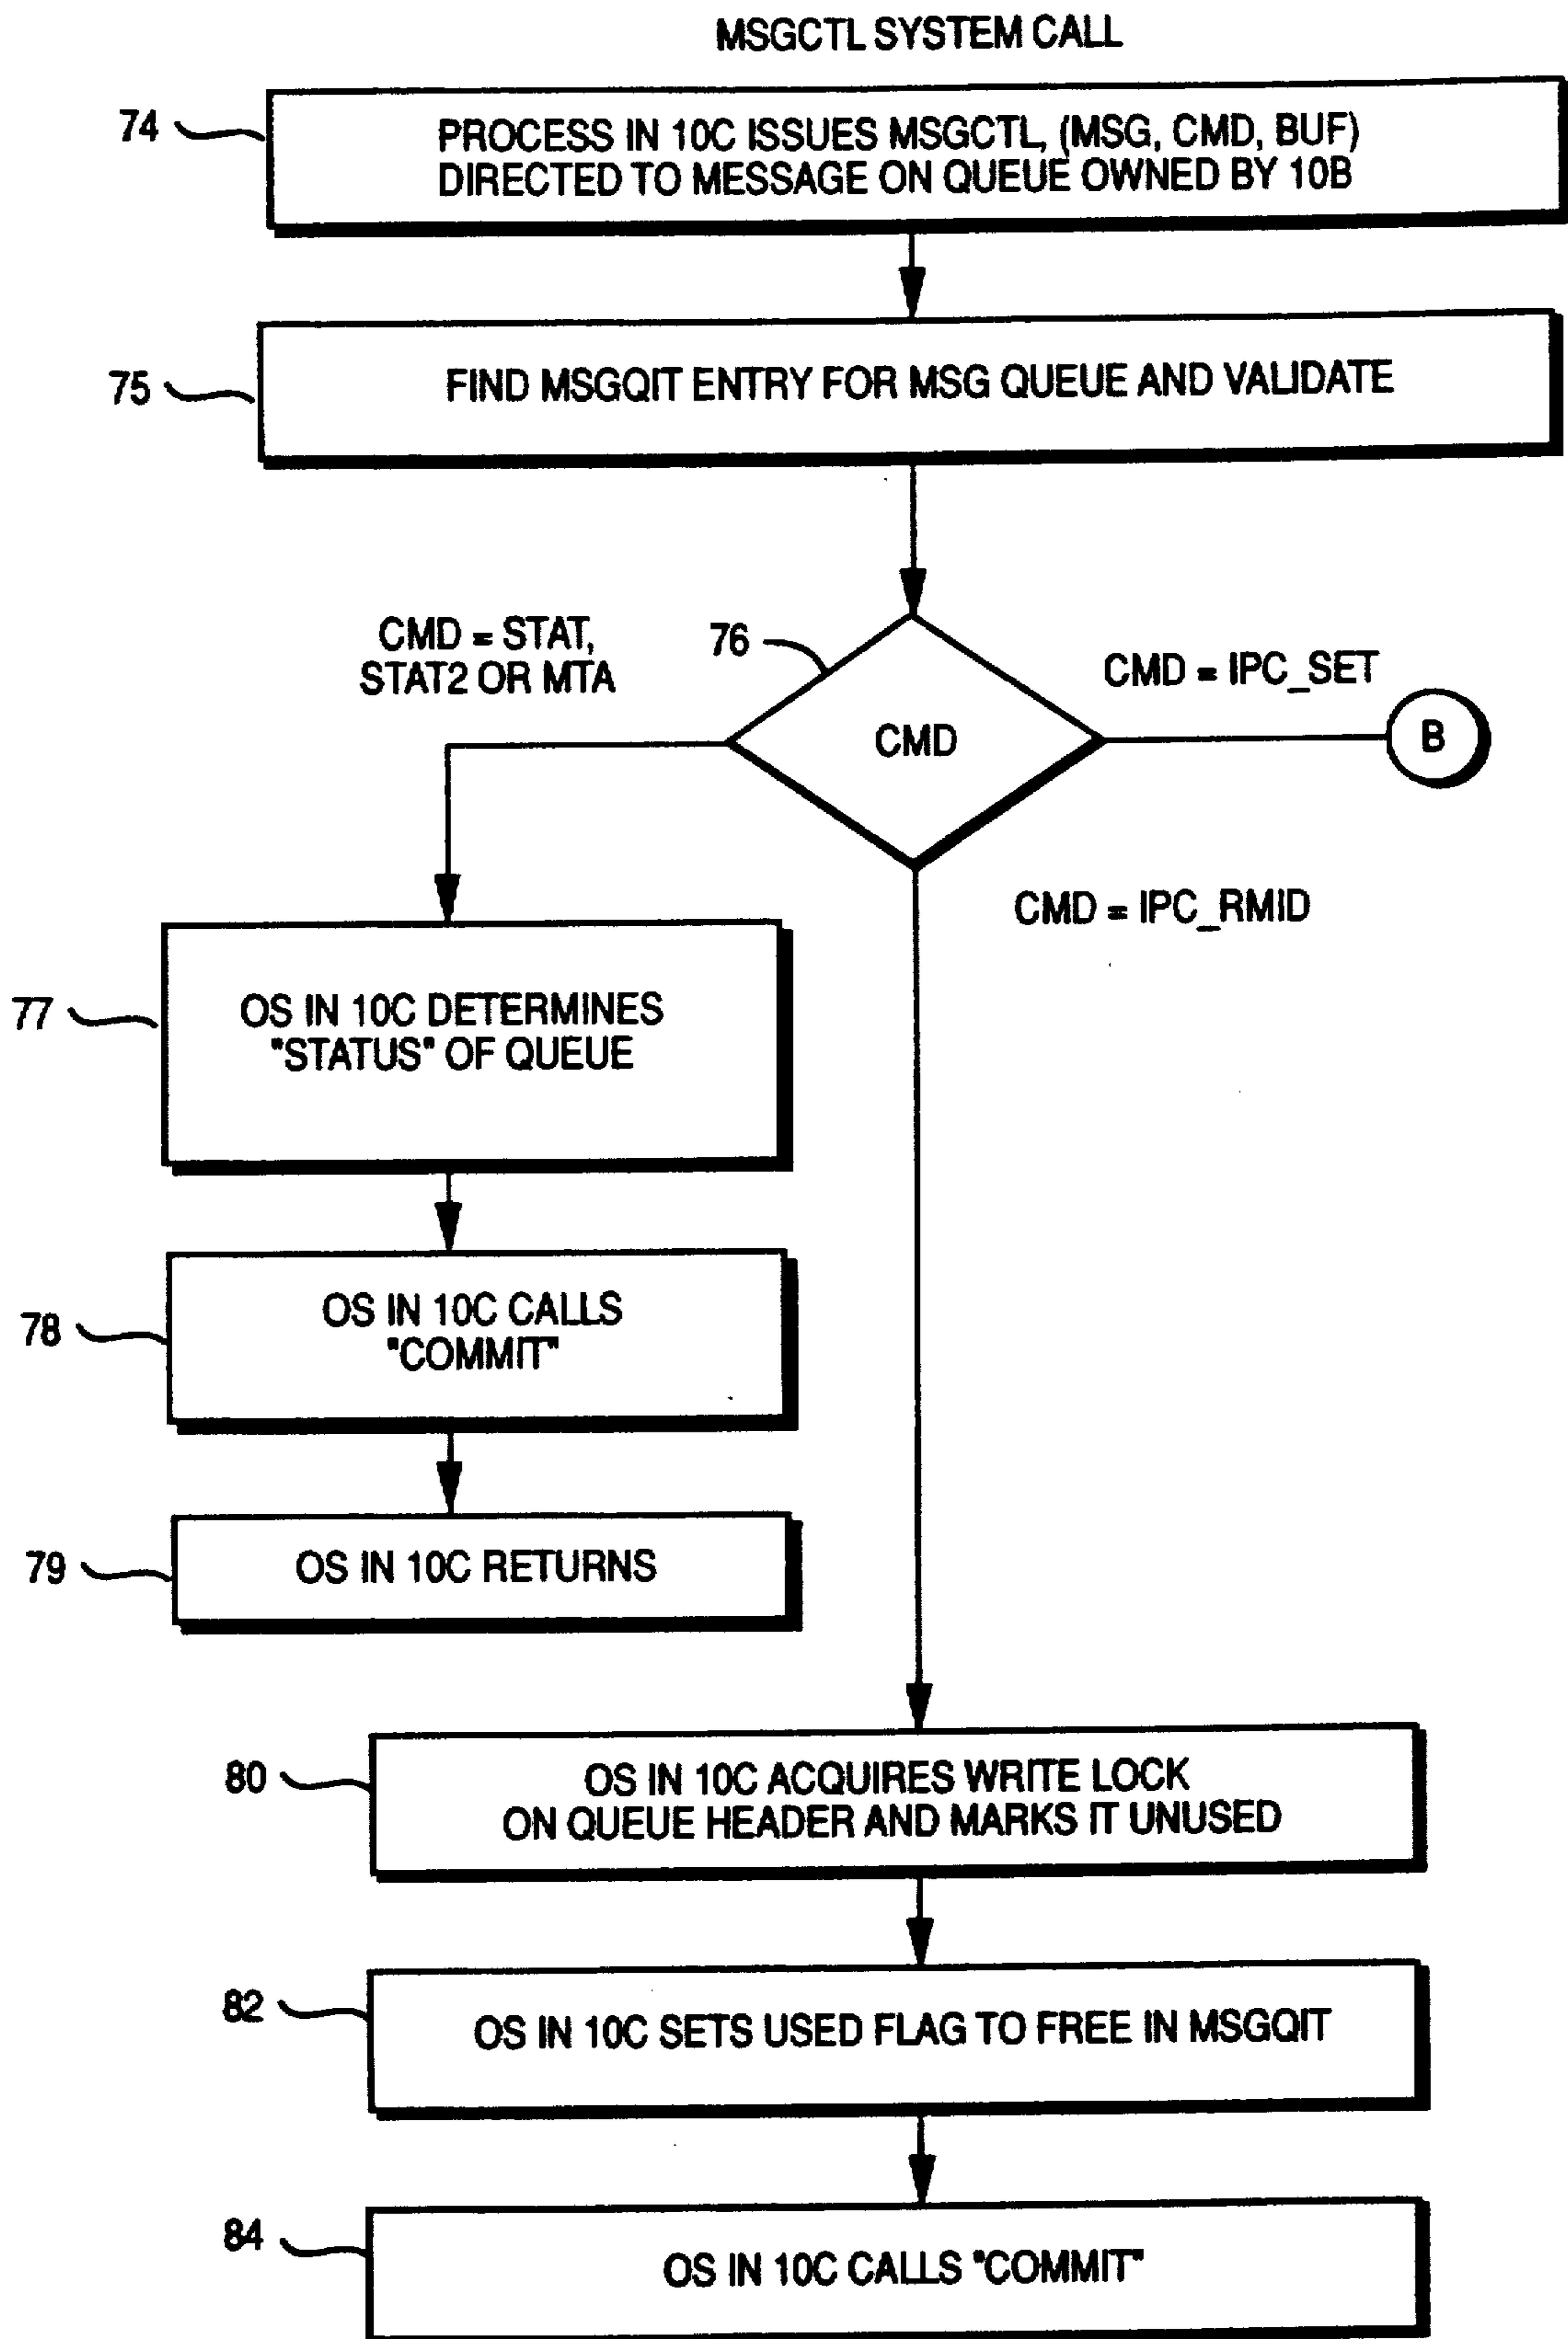 MSGCTL SYSTEM CALL
74
PROCESS IN 10C ISSUES MSGCTL, (MSG, CMD, BUF)
DIRECTED TO MESSAGE ON QUEUE OWNED BY 10B
75
FIND MSGQIT ENTRY FOR MSG QUEUE AND VALIDATE
CMD = STAT,
STAT2 OR MTA
76
CMD
CMD = IPC_SET
B
CMD = IPC_RMID
77
OS IN 10C DETERMINES
"STATUS" OF QUEUE
78
OS IN 10C CALLS
"COMMIT"
79
OS IN 10C RETURNS
80
OS IN 10C ACQUIRES WRITE LOCK
ON QUEUE HEADER AND MARKS IT UNUSED
82
OS IN 10C SETS USED FLAG TO FREE IN MSGQIT
84
OS IN 10C CALLS "COMMIT"